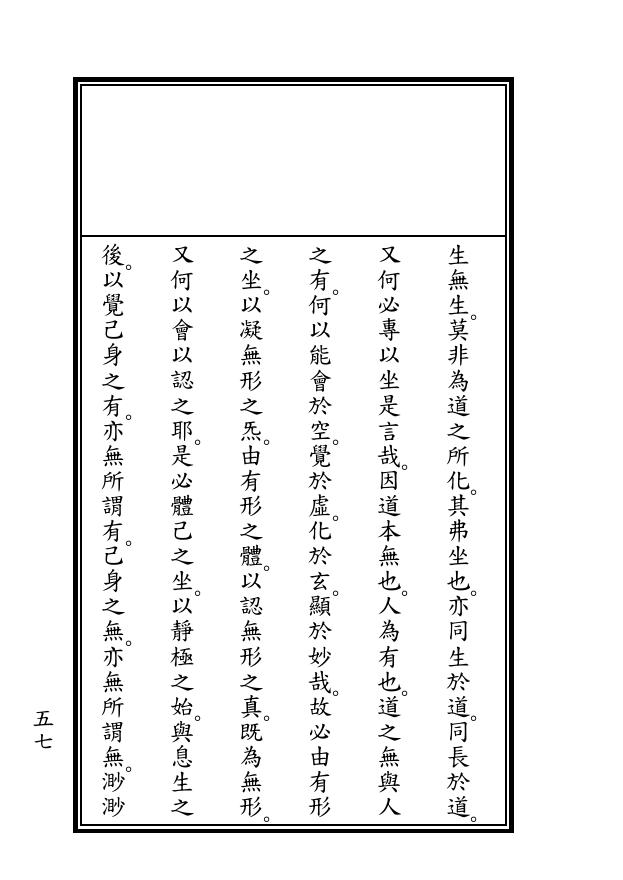 生無生。莫非為道之所化。其弗坐也。亦同生於道。同長於道。
又何必專以坐是言哉。因道本無也。人為有也。道之無與人
之有。何以能會於空。覺於虛。化於玄。顯於妙哉。故必由有形
之坐。以凝無形之炁。由有形之體。以認無形之真。既為無形。
又何以會以認之耶。是必體己之坐。以靜極之始。與息生之
後。以覺己身之有。亦無所謂有。己身之無。亦無所謂無。渺渺
五七